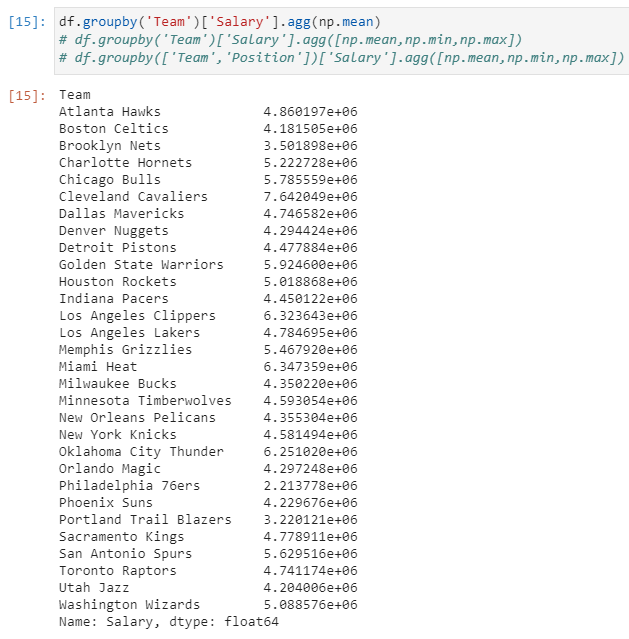 [15]: df.groupby('Team')['Salary'].agg(np.mean)
# df.groupby('Team')['Salary'].agg([np.mean,np.min,np.max])
# df.groupby(['Team','Position'])['Salary'].agg([np.mean,np.min,np.max])
[15]: Team
Atlanta Hawks 4.860197e+06
Boston Celtics 4.181505e+06
Brooklyn Nets 3.501898e+06
Charlotte Hornets 5.222728e+06
Chicago Bulls 5.785559e+06
Cleveland Cavaliers 7.642049e+06
Dallas Mavericks 4.746582e+06
Denver Nuggets 4.294424e+06
Detroit Pistons 4.477884e+06
Golden State Warriors 5.924600e+06
Houston Rockets 5.018868e+06
Indiana Pacers 4.450122e+06
Los Angeles Clippers 6.323643e+06
Los Angeles Lakers 4.784695e+06
Memphis Grizzlies 5.467920e+06
Miami Heat 6.347359e+06
Milwaukee Bucks 4.350220e+06
Minnesota Timberwolves 4.593054e+06
New Orleans Pelicans 4.355304e+06
New York Knicks 4.581494e+06
Oklahoma City Thunder 6.251020e+06
Orlando Magic 4.297248e+06
Philadelphia 76ers 2.213778e+06
Phoenix Suns 4.229676e+06
Portland Trail Blazers 3.220121e+06
Sacramento Kings 4.778911e+06
San Antonio Spurs 5.629516e+06
Toronto Raptors 4.741174e+06
Utah Jazz 4.204006e+06
Washington Wizards 5.088576e+06
Name: Salary, dtype: float64